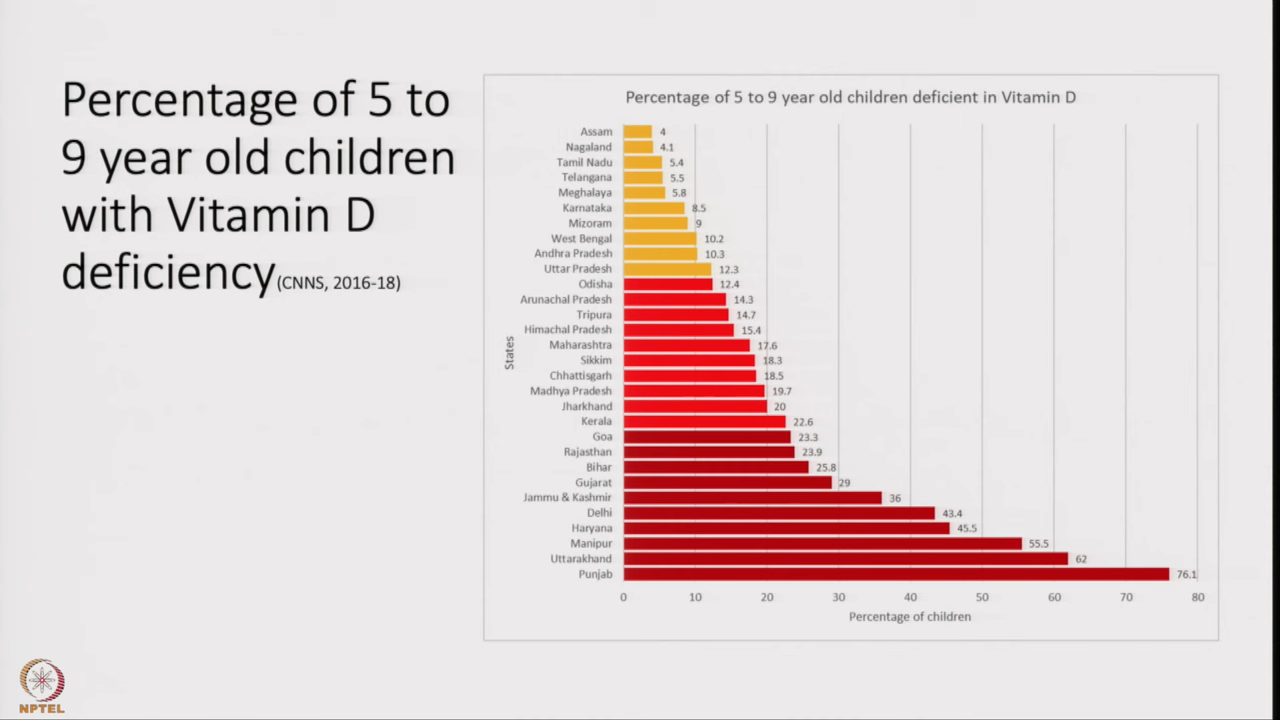 Percentage of 5 to
9 year old children
with Vitamin D
deficiency(CNNS, 2016-18)
Percentage of 5 to 9 year old children deficient in Vitamin D
States
Assam 4
Nagaland 4.1
Tamil Nadu 5.4
Telangana 5.5
Meghalaya 5.8
Karnataka 8.5
Mizoram 9
West Bengal 10.2
Andhra Pradesh 10.3
Uttar Pradesh 12.3
Odisha 12.4
Arunachal Pradesh 14.3
Tripura 14.7
Himachal Pradesh 15.4
Maharashtra 17.6
Sikkim 18.3
Chhattisgarh 18.5
Madhya Pradesh 19.7
Jharkhand 20
Kerala 22.6
Goa 23.3
Rajasthan 23.9
Bihar 25.8
Gujarat 29
Jammu & Kashmir 36
Delhi 43.4
Haryana 45.5
Manipur 55.5
Uttarakhand 62
Punjab 76.1
0 10 20 30 40 50 60 70 80
Percentage of children
NPTEL